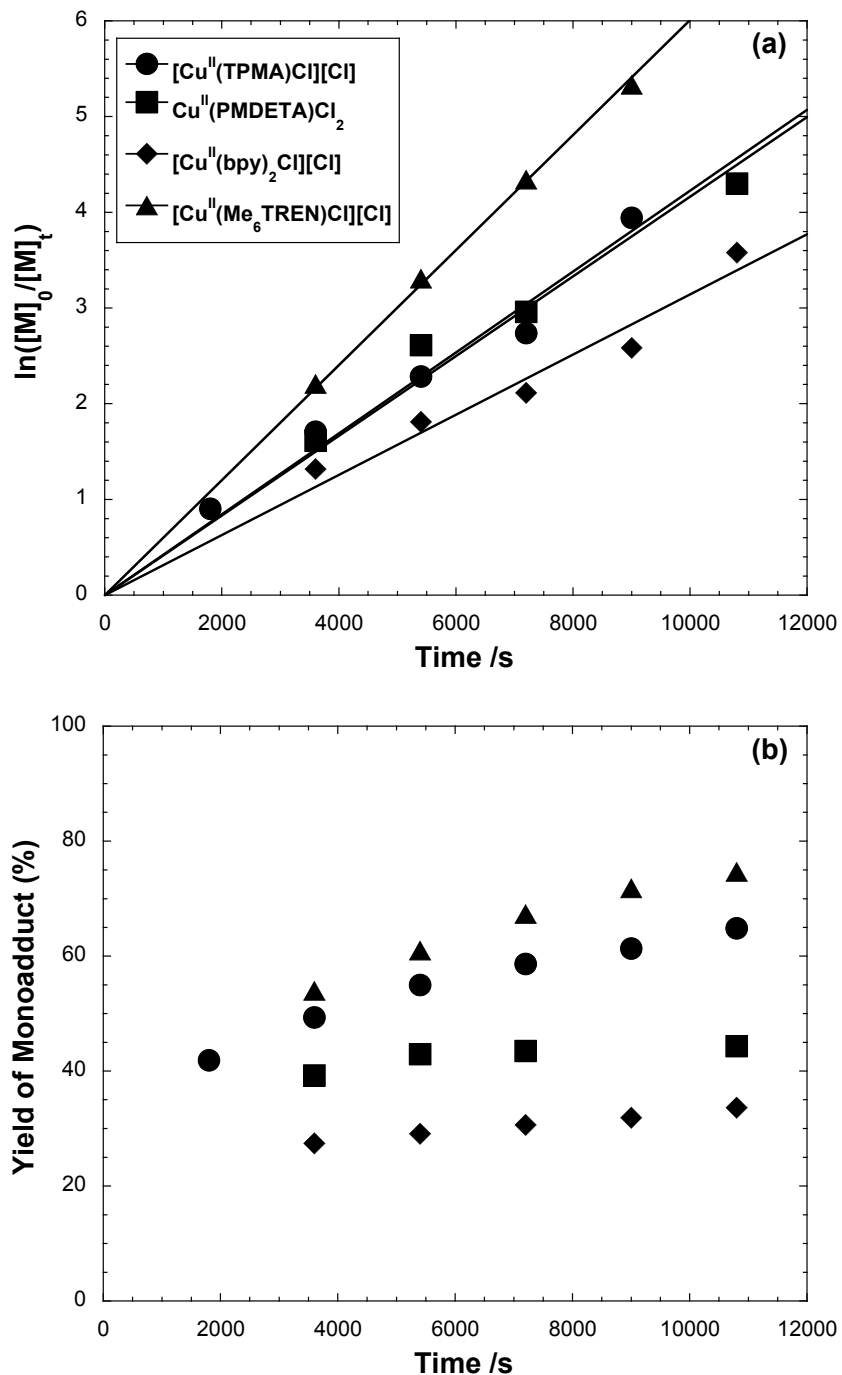 (a)
[Cu^II(TPMA)Cl][Cl]
Cu^II(PMDETA)Cl_2
[Cu^II(bpy)_2Cl][Cl]
[Cu^II(Me_6TREN)Cl][Cl]
ln([M]_0/[M]_t)
6
5
4
3
2
1
0
0 2000 4000 6000 8000 10000 12000
Time /s
(b)
Yield of Monoadduct (%)
100
80
60
40
20
0
0 2000 4000 6000 8000 10000 12000
Time /s